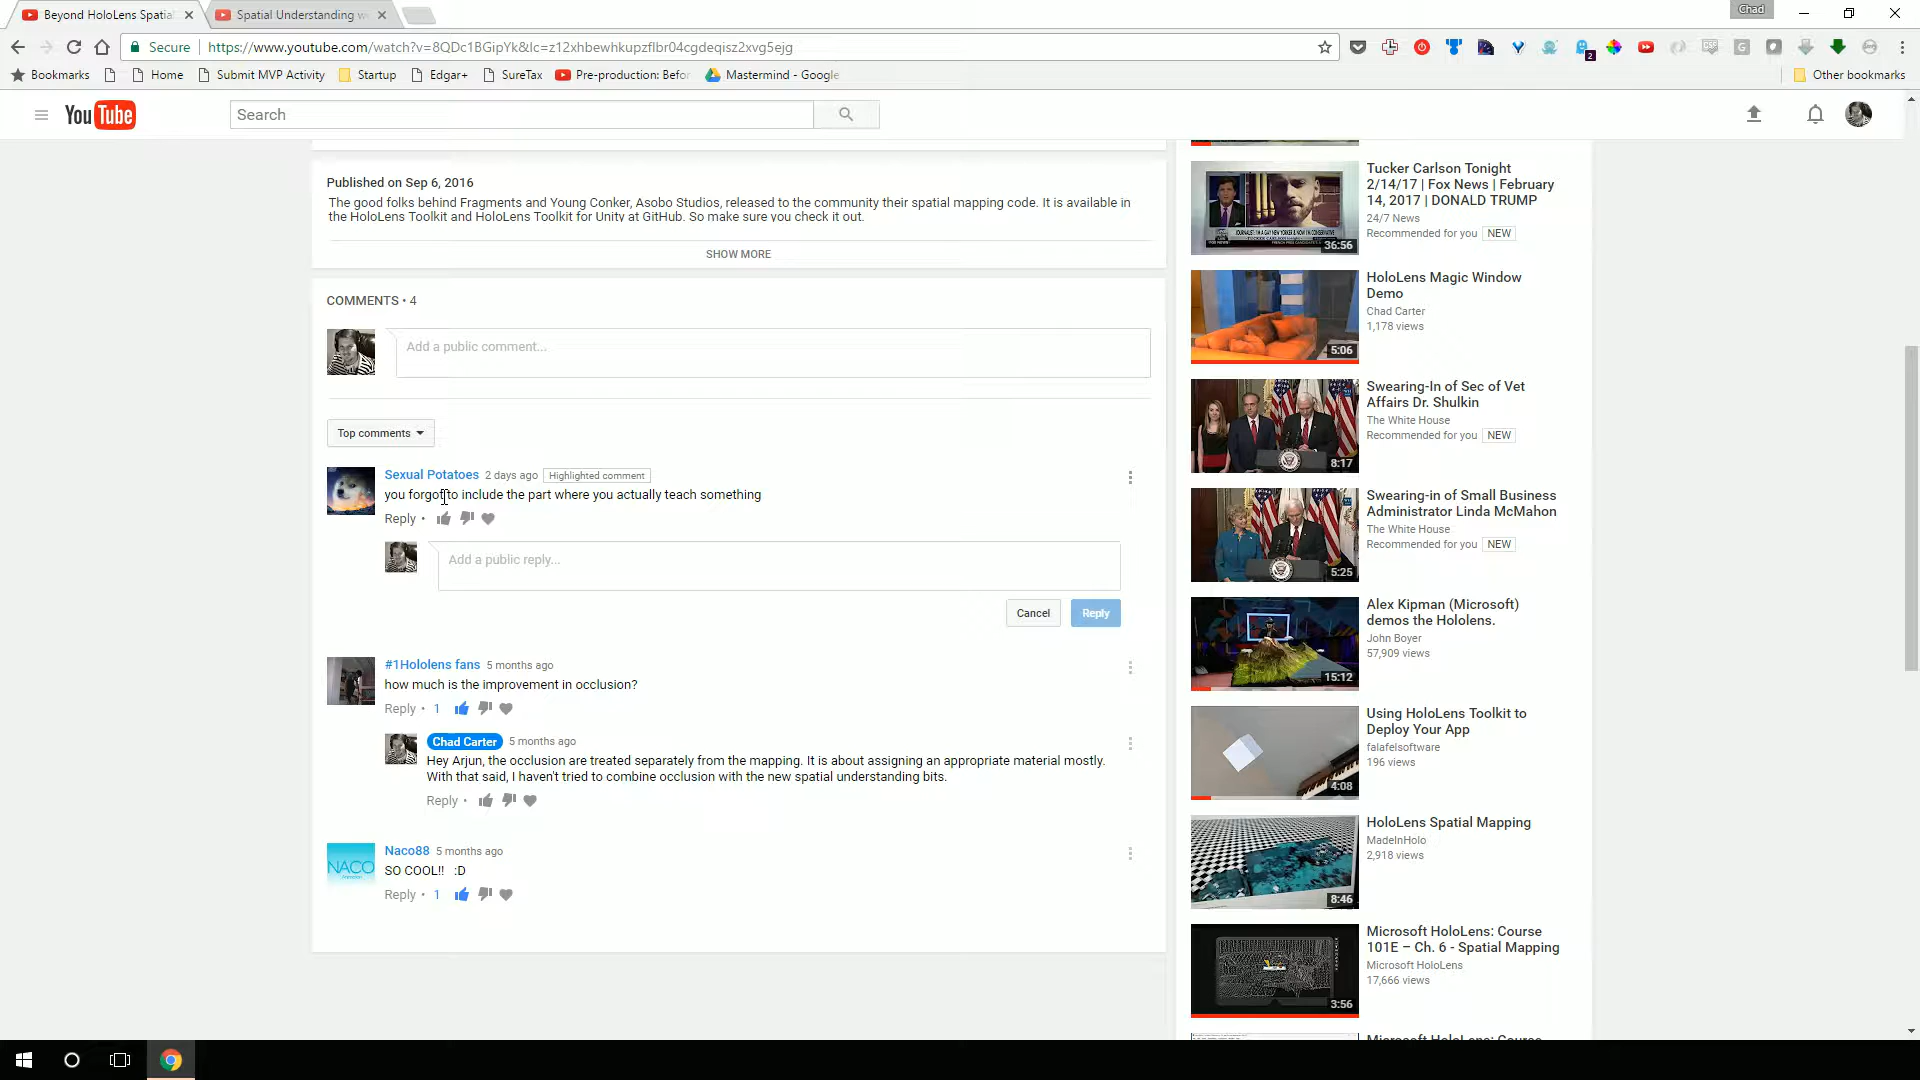 Beyond HoloLens Spatia
Spatial Understanding w
Chad
Secure
https://www.youtube.com/watch?v=8QDc1BGipYk&lc=z12xhbewhkupzflbr04cgdeqisz2xvg5ejg
2
Bookmarks
Home
Submit MVP Activity
Startup
Edgar+
SureTax
Pre-production: Befor
Mastermind - Google
Other bookmarks
YouTube
Search
Published on Sep 6, 2016
The good folks behind Fragments and Young Conker, Asobo Studios, released to the community their spatial mapping code. It is available in
the HoloLens Toolkit and HoloLens Toolkit for Unity at GitHub. So make sure you check it out.
SHOW MORE
COMMENTS • 4
Add a public comment...
Top comments
Sexual Potatoes 2 days ago Highlighted comment
you forgot to include the part where you actually teach something
Reply •
Add a public reply...
Cancel
Reply
#1Hololens fans 5 months ago
how much is the improvement in occlusion?
Reply • 1
Chad Carter 5 months ago
Hey Arjun, the occlusion are treated separately from the mapping. It is about assigning an appropriate material mostly.
With that said, I haven't tried to combine occlusion with the new spatial understanding bits.
Reply •
NACO
Naco88 5 months ago
SO COOL!! :D
Reply • 1
Tucker Carlson Tonight
2/14/17 | Fox News | February
14, 2017 | DONALD TRUMP
24/7 News
Recommended for you NEW
36:56
HoloLens Magic Window
Demo
Chad Carter
1,178 views
5:06
Swearing-In of Sec of Vet
Affairs Dr. Shulkin
The White House
Recommended for you NEW
8:17
Swearing-in of Small Business
Administrator Linda McMahon
The White House
Recommended for you NEW
5:25
Alex Kipman (Microsoft)
demos the Hololens.
John Boyer
57,909 views
15:12
Using HoloLens Toolkit to
Deploy Your App
falafelsoftware
196 views
4:08
HoloLens Spatial Mapping
MadeInHolo
2,918 views
8:46
Microsoft HoloLens: Course
101E – Ch. 6 - Spatial Mapping
Microsoft HoloLens
17,666 views
3:56
Microsoft HoloLens: Course